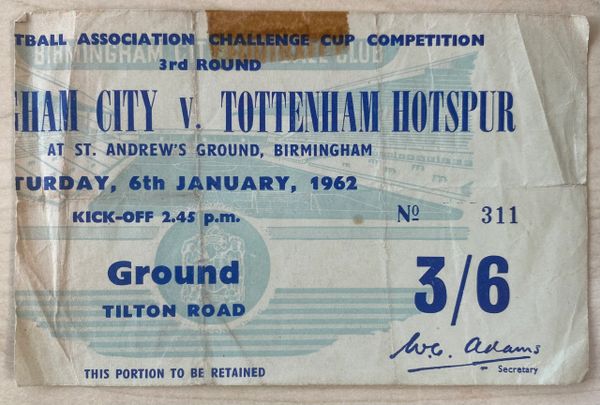 TBALL ASSOCIATION CHALLENGE CUP COMPETITION
BIRMINGHAM CITY FOOTBALL CLUB
3rd ROUND
GHAM CITY V. TOTTENHAM HOTSPUR
AT ST. ANDREW'S GROUND, BIRMINGHAM
TURDAY, 6th JANUARY, 1962
KICK-OFF 2.45 p.m.
Nº 311
Ground
TILTON ROAD
3/6
W.G. Adams
Secretary
THIS PORTION TO BE RETAINED